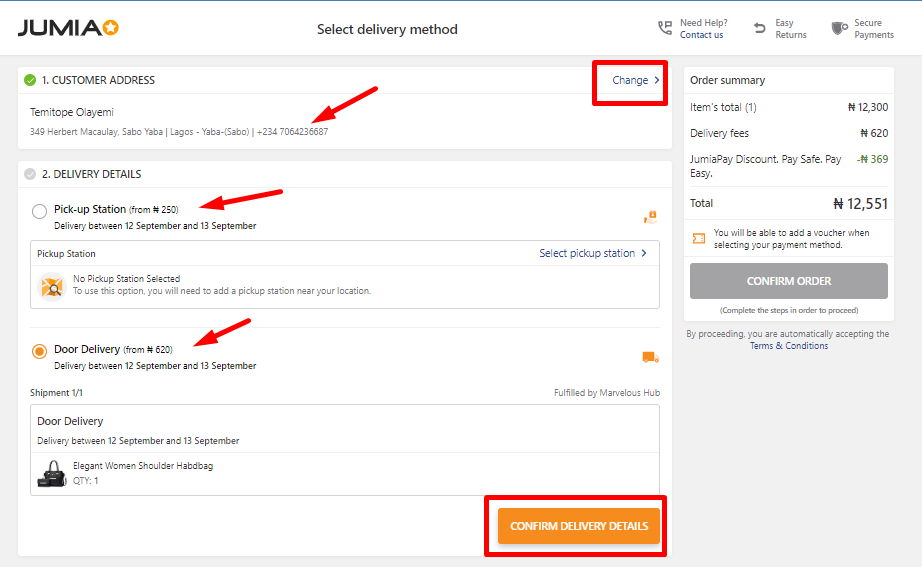 JUMIA
Select delivery method
Need Help?
Contact us
Easy
Returns
Secure
Payments
1. CUSTOMER ADDRESS
Change >
Temitope Olayemi
349 Herbert Macaulay, Sabo Yaba | Lagos - Yaba-(Sabo) | +234 7064236687
2. DELIVERY DETAILS
Pick-up Station (from ₦ 250)
Delivery between 12 September and 13 September
Pickup Station
Select pickup station >
No Pickup Station Selected
To use this option, you will need to add a pickup station near your location.
Door Delivery (from ₦ 620)
Delivery between 12 September and 13 September
Shipment 1/1
Fulfilled by Marvelous Hub
Door Delivery
Delivery between 12 September and 13 September
Elegant Women Shoulder Habdbag
QTY: 1
CONFIRM DELIVERY DETAILS
Order summary
Item's total (1) ₦ 12,300
Delivery fees ₦ 620
JumiaPay Discount. Pay Safe. Pay -₦ 369
Easy.
Total ₦ 12,551
You will be able to add a voucher when
selecting your payment method.
CONFIRM ORDER
(Complete the steps in order to proceed)
By proceeding, you are automatically accepting the
Terms & Conditions